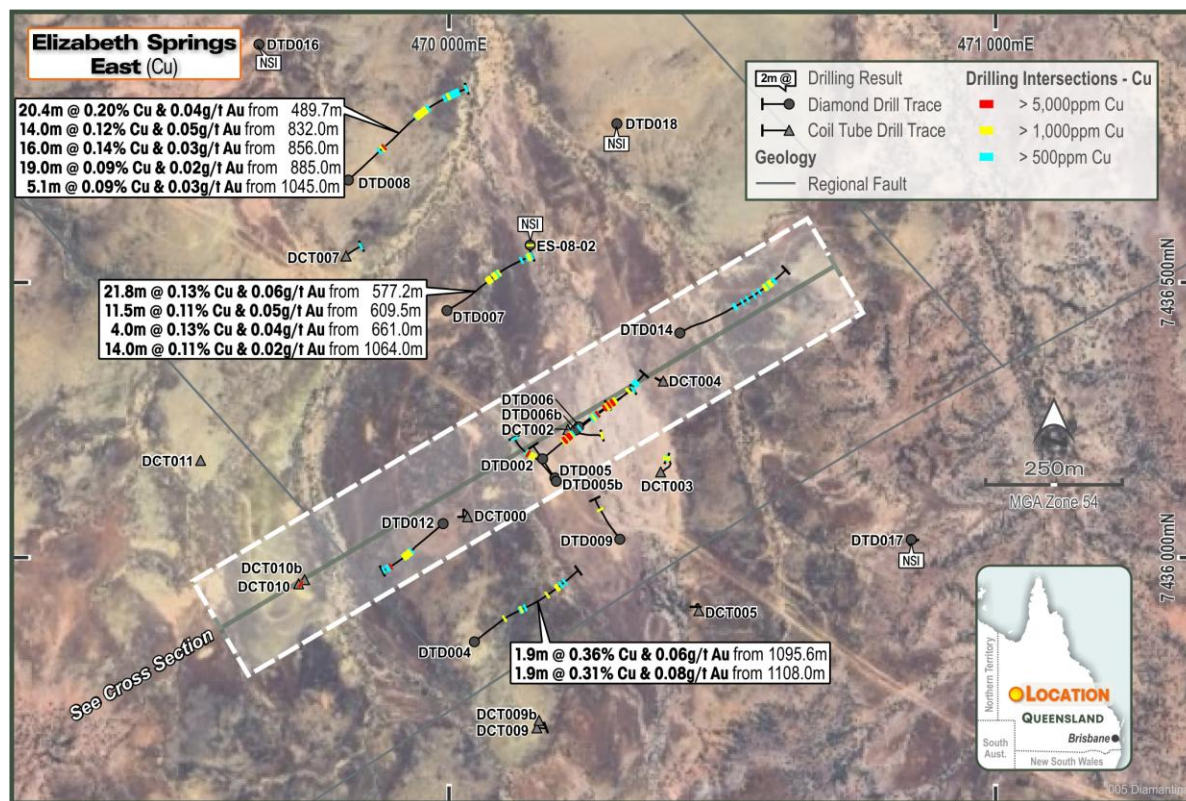 Elizabeth Springs
East (Cu)
DTD016
NSI
470 000mE
471 000mE
20.4m @ 0.20% Cu & 0.04g/t Au from 489.7m
14.0m @ 0.12% Cu & 0.05g/t Au from 832.0m
16.0m @ 0.14% Cu & 0.03g/t Au from 856.0m
19.0m @ 0.09% Cu & 0.02g/t Au from 885.0m
5.1m @ 0.09% Cu & 0.03g/t Au from 1045.0m
DTD008
DTD018
NSI
2m @ Drilling Result
Diamond Drill Trace
Coil Tube Drill Trace
Geology
Regional Fault
Drilling Intersections - Cu
> 5,000ppm Cu
> 1,000ppm Cu
> 500ppm Cu
NSI
ES-08-02
DCT007
21.8m @ 0.13% Cu & 0.06g/t Au from 577.2m
11.5m @ 0.11% Cu & 0.05g/t Au from 609.5m
4.0m @ 0.13% Cu & 0.04g/t Au from 661.0m
14.0m @ 0.11% Cu & 0.02g/t Au from 1064.0m
DTD007
DTD014
7 436 500mN
DCT004
DTD006
DTD006b
DCT002
DCT011
DTD002
DTD005
DTD005b
DCT003
250m
MGA Zone 54
DTD012
DCT000
DTD009
DTD017
NSI
7 436 000mN
DCT010b
DCT010
DCT005
See Cross Section
DTD004
1.9m @ 0.36% Cu & 0.06g/t Au from 1095.6m
1.9m @ 0.31% Cu & 0.08g/t Au from 1108.0m
DCT009b
DCT009
Northern Territory
LOCATION
QUEENSLAND
Brisbane
South
Aust.
New South Wales
005 Diamantin